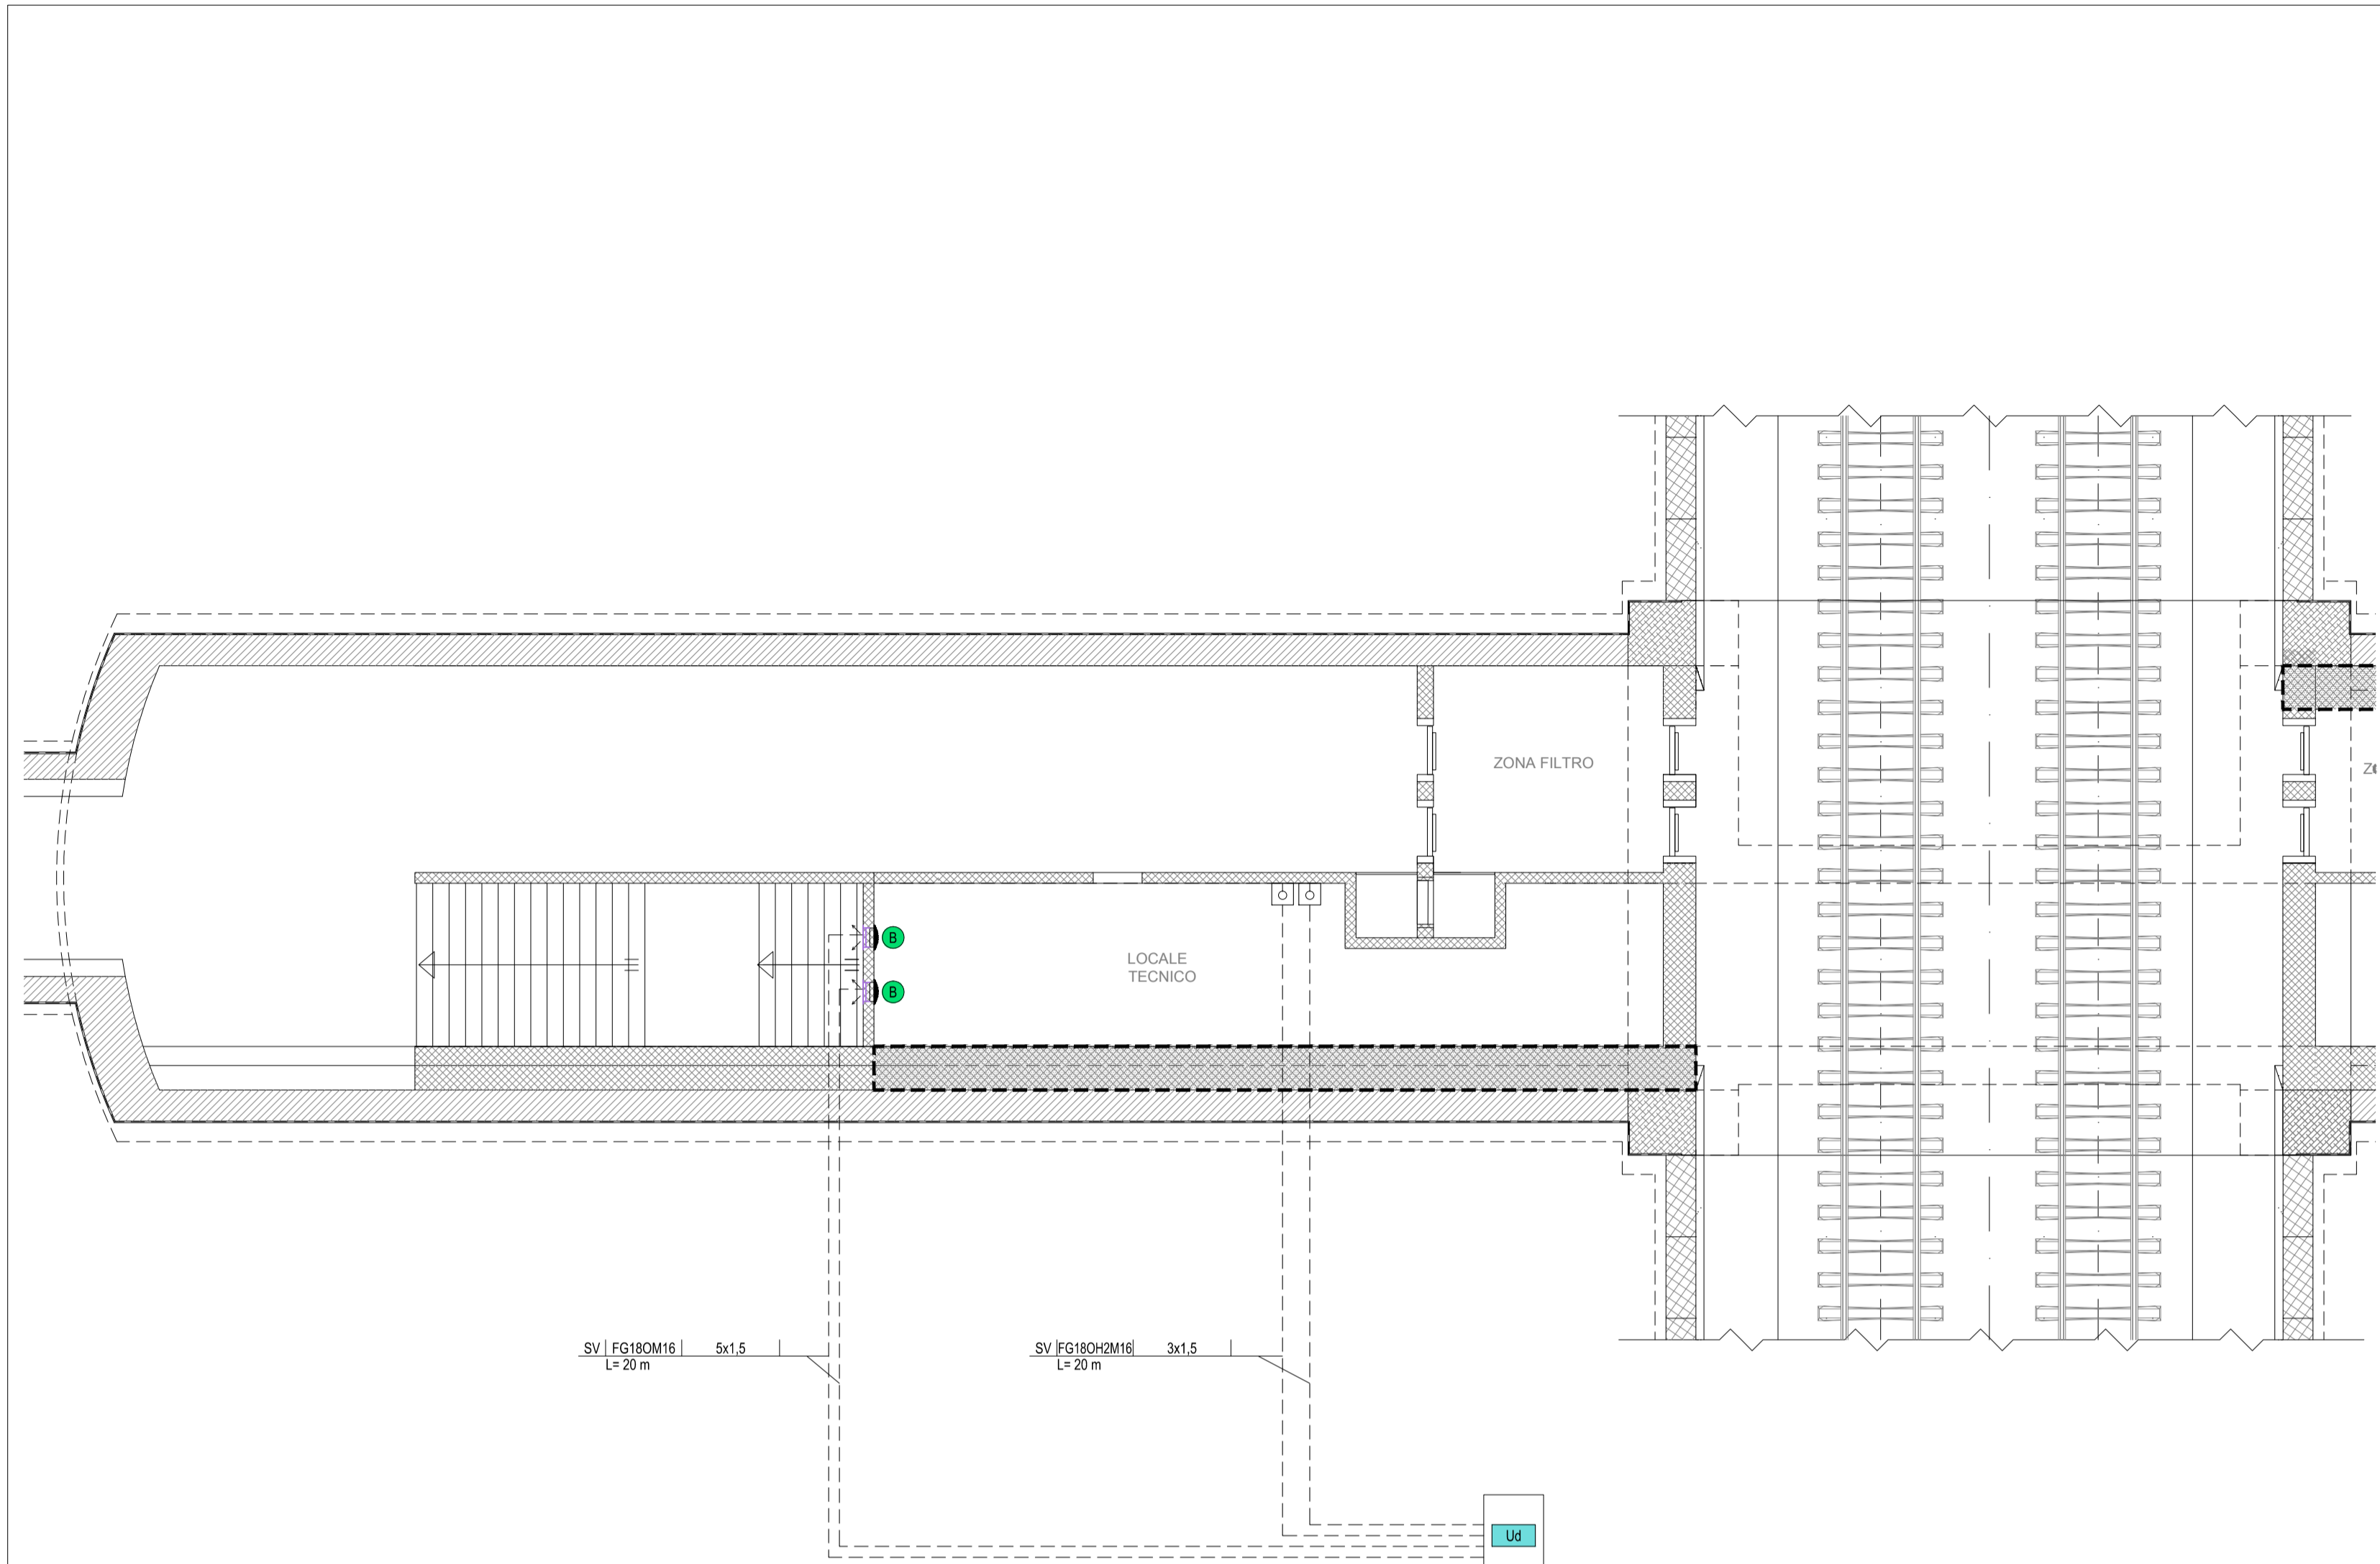 ZONA FILTRO
B
LOCALE
TECNICO
B
SV FG18OM16 5x1,5
L= 20 m
SV FG18OH2M16 3x1,5
L= 20 m
Ud